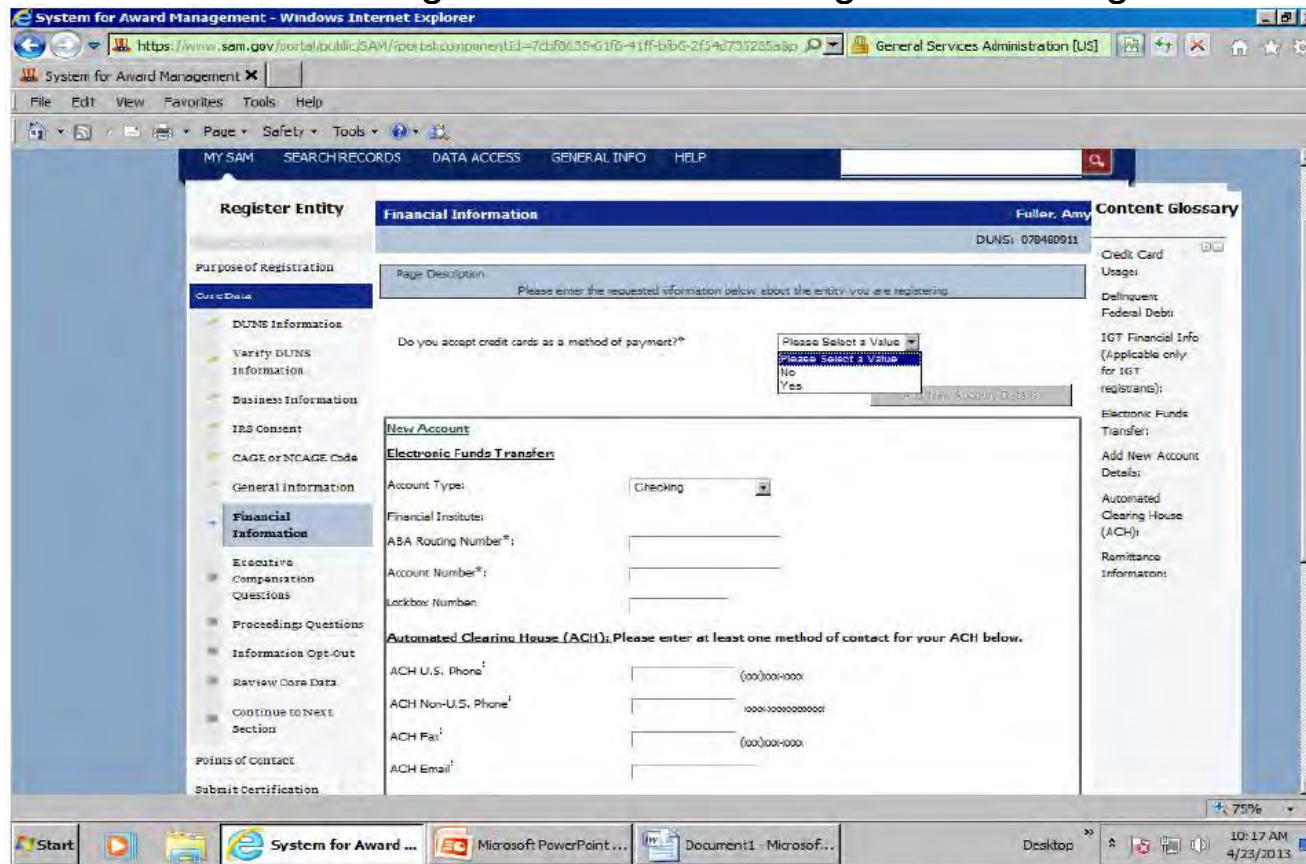 System for Award Management - Windows Internet Explorer
https://www.sam.gov/portal/public/SAM/
General Services Administration [US]
System for Award Management
File Edit View Favorites Tools Help
Page Safety Tools
MY SAM SEARCH RECORDS DATA ACCESS GENERAL INFO HELP
Register Entity
Purpose of Registration
Core Data
DUNS Information
Verify DUNS
Information
Business Information
IRS Consent
CAGE or NCAGE Code
General Information
Financial
Information
Executive
Compensation
Questions
Proceedings Questions
Information Opt-Out
Review Core Data
Continue to Next
Section
Points of Contact
Submit Certification
Financial Information Fuller, Amy
DUNS: 078460911
Page Description
Please enter the requested information below about the entity you are registering
Do you accept credit cards as a method of payment?*
Please Select a Value
Please Select a Value
No
Yes
Add New Account Details
New Account
Electronic Funds Transfer:
Account Type: Checking
Financial Institute:
ABA Routing Number*:
Account Number*:
Lockbox Number:
Automated Clearing House (ACH): Please enter at least one method of contact for your ACH below.
ACH U.S. Phone: (xxx)xxx-xxxx
ACH Non-U.S. Phone:
ACH Fax: (xxx)xxx-xxxx
ACH Email:
Content Glossary
Credit Card
Usage:
Delinquent
Federal Debt:
IGT Financial Info
(Applicable only
for IGT
registrants):
Electronic Funds
Transfer:
Add New Account
Details:
Automated
Clearing House
(ACH):
Remittance
Information:
75%
Start
System for Award ...
Microsoft PowerPoint ...
Document1 - Microsof...
Desktop
10:17 AM
4/23/2013